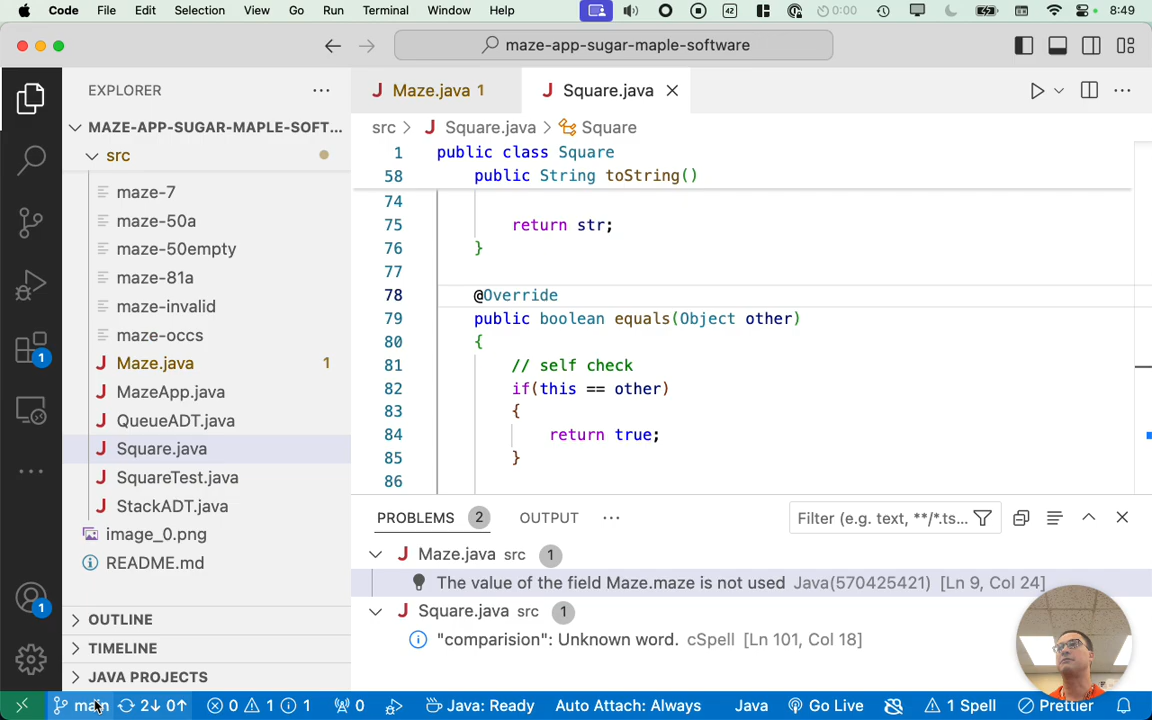 Code File Edit Selection View Go Run Terminal Window Help 42 0:00 8:49
maze-app-sugar-maple-software
EXPLORER
Maze.java 1
Square.java
MAZE-APP-SUGAR-MAPLE-SOFT...
src > Square.java > Square
src
1 public class Square
58 public String toString()
74
75 return str;
76 }
77
78 @Override
79 public boolean equals(Object other)
80 {
81 // self check
82 if(this == other)
83 {
84 return true;
85 }
86
maze-7
maze-50a
maze-50empty
maze-81a
maze-invalid
maze-occs
Maze.java 1
MazeApp.java
QueueADT.java
Square.java
SquareTest.java
StackADT.java
image_0.png
README.md
1
1
OUTLINE
TIMELINE
JAVA PROJECTS
PROBLEMS 2 OUTPUT
Filter (e.g. text, **/*.ts...
Maze.java src 1
The value of the field Maze.maze is not used Java(570425421) [Ln 9, Col 24]
Square.java src 1
"comparision": Unknown word. cSpell [Ln 101, Col 18]
main 2↓ 0↑ 0 1 1 0 Java: Ready Auto Attach: Always Java Go Live 1 Spell Prettier